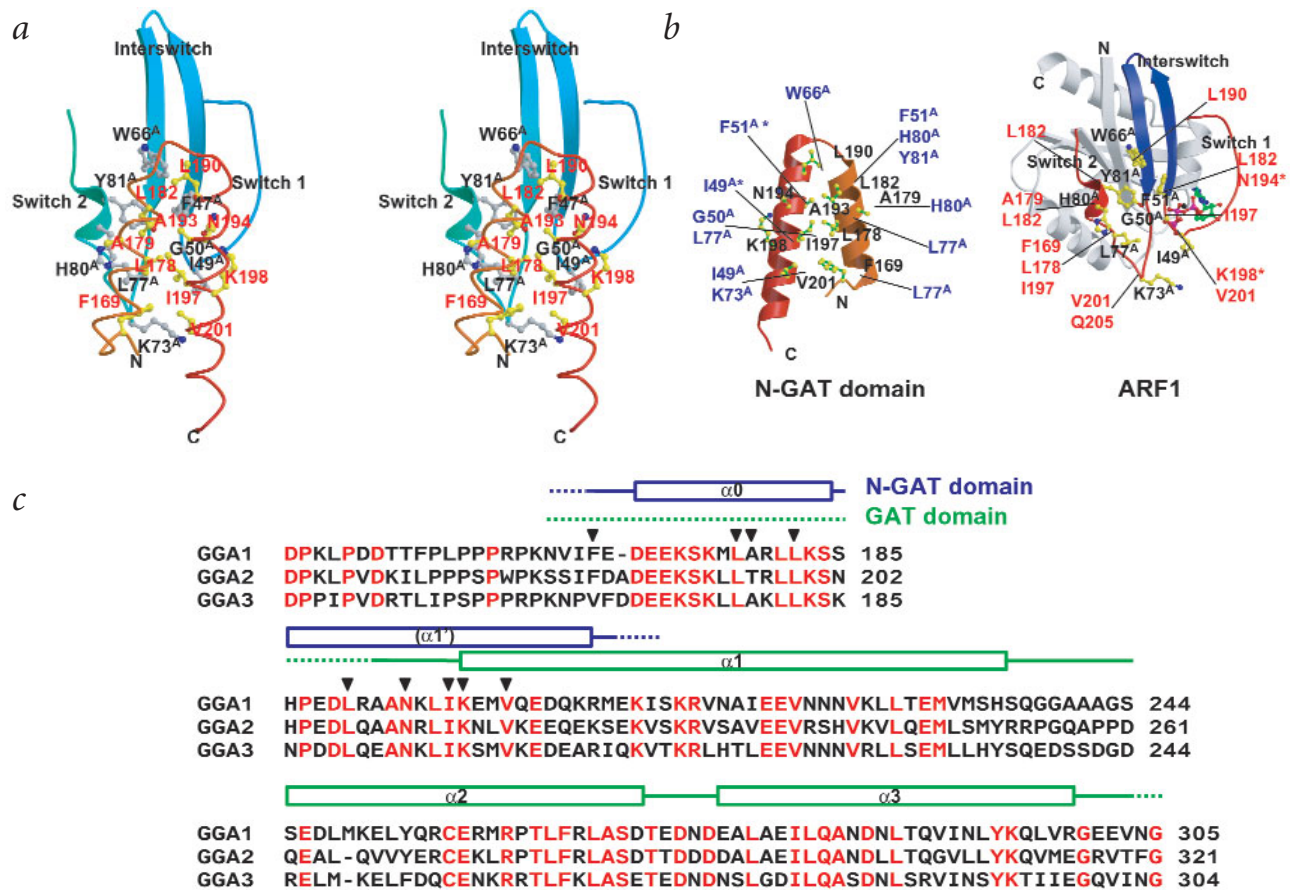 a
Interswitch
W66A
L190
Y81A
L182
Switch 1
Switch 2
F47A
A193
N194
A179
G50A
H80A
L178
I49A
K198
L77A
F169
I197
V201
K73A
N
C
Interswitch
W66A
L190
Y81A
L182
Switch 1
Switch 2
F47A
A193
N194
A179
G50A
H80A
L178
I49A
K198
L77A
F169
I197
V201
K73A
N
C
b
W66A
F51A *
F51A
H80A
Y81A
L190
I49A*
N194
L182
A179
A193
H80A
G50A
L77A
I197
L178
K198
L77A
I49A
K73A
F169
V201
L77A
N
C
N-GAT domain
N
C
Interswitch
L190
L182
W66A
Switch 1
Switch 2
L182
N194*
Y81A
F51A
A179
L182
H80A
G50A
I197
F169
L178
I197
L77A
I49A
K198*
V201
K73A
V201
Q205
ARF1
c
α0
N-GAT domain
GAT domain
GGA1 DPKLPDDTTFPLPPPRPKNVIFE-DEEKSKMLARLLKSS 185
GGA2 DPKLPVDKILPPPSPWPKSSIFDADEEKSKLLTRLLKSN 202
GGA3 DPPIPVDRTLIPSPPPRPKNPVFDDEEKSKLLAKLLKSK 185
(α1')
α1
GGA1 HPEDLRAANKLIKEMVQEDQKRMEKISKRVNAIEEVNNNVKLLTEMVMSHSQGGAAAGS 244
GGA2 HPEDLQAANRLIKNLVKEEQEKSEKVSKRVSAVEEVRSHVKVLQEMLSMYRRPGQAPPD 261
GGA3 NPDDLQEANKLIKSMVKEDEARIQKVTKRLHTLEEVNNNVRLLSEMLLHYSQEDSSDGD 244
α2
α3
GGA1 SEDLMKELYQRCERMRPTLFRLASDTEDNDEALAEILQANDNLTQVINLYKQLVRGEEVNG 305
GGA2 QEAL-QVVYERCEKLRPTLFRLASDTTDDDDALAEILQANDLLTQGVLLYKQVMEGRVTFG 321
GGA3 RELM-KELFDQCENKRRTLFKLASETEDNDNSLGDILQASDNLSRVINSYKTIIEGQVING 304